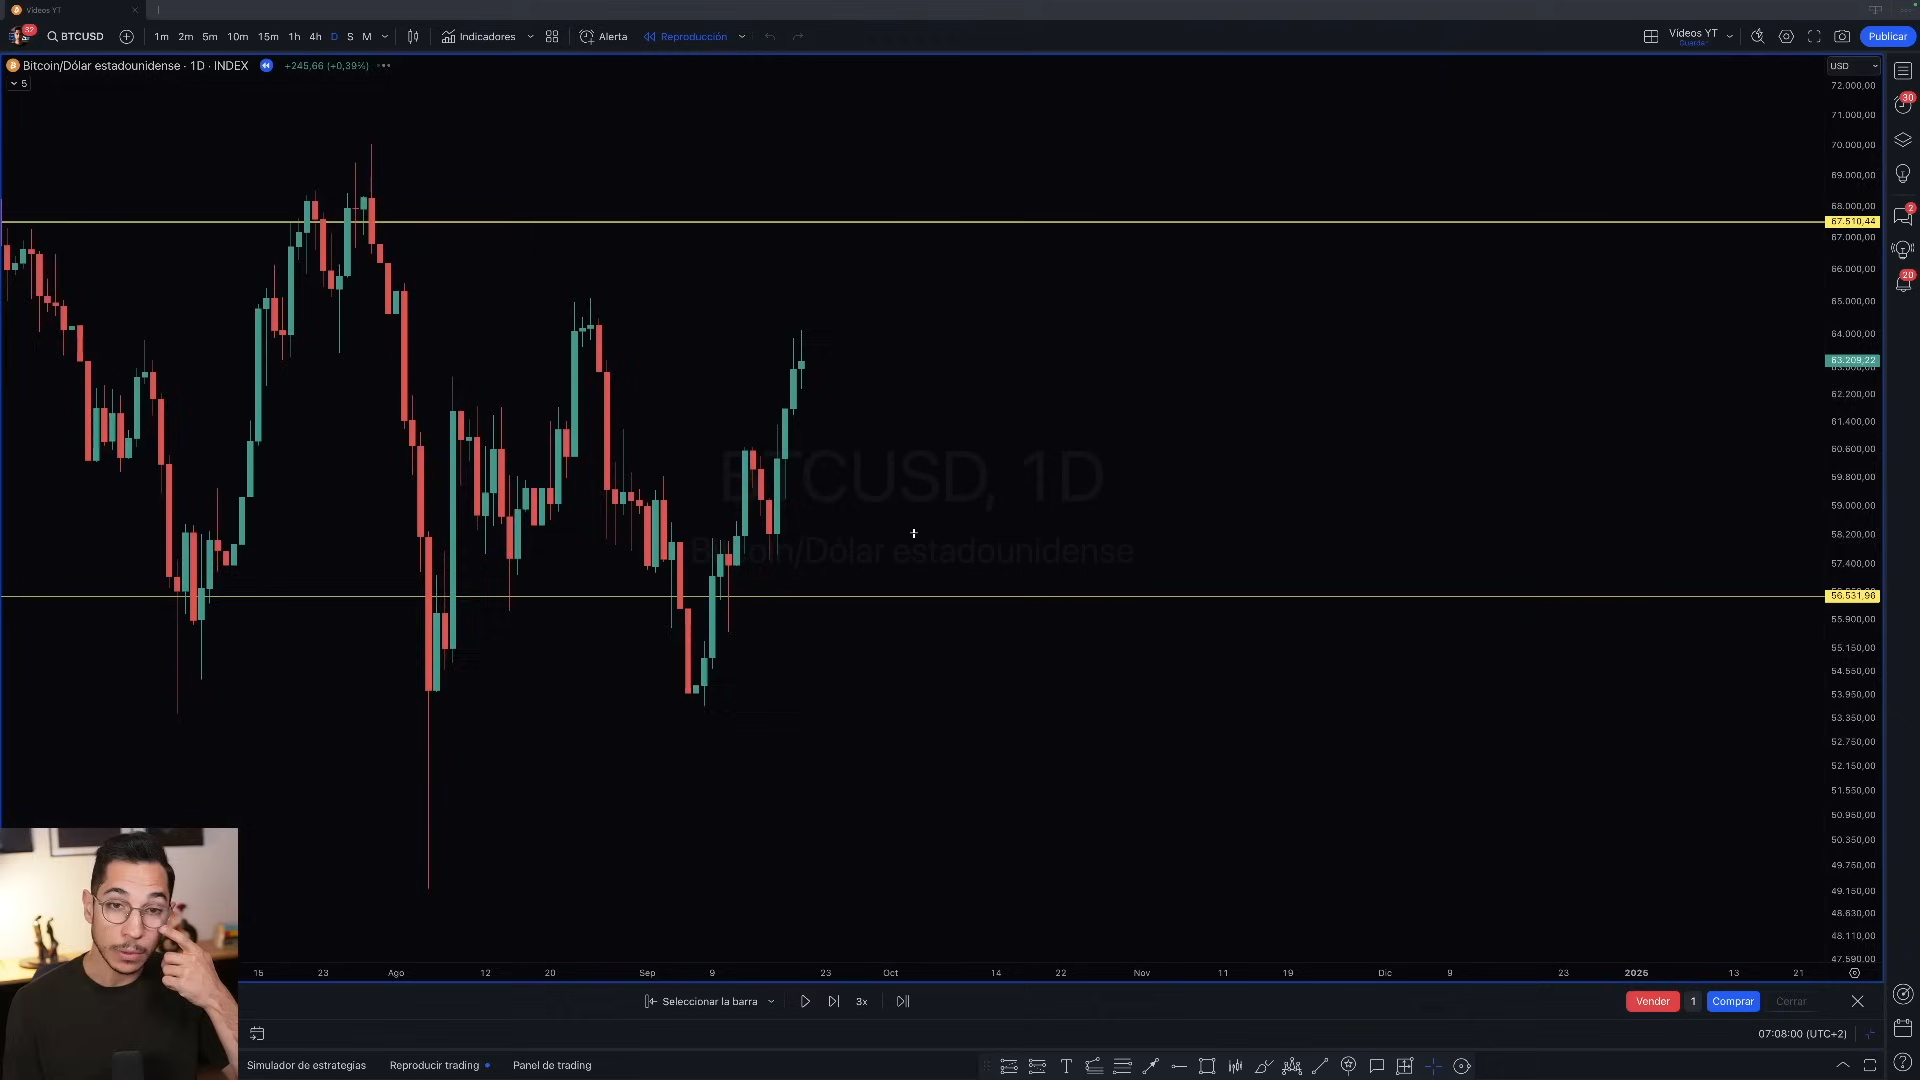 Videos YT
32
BTCUSD
1m 2m 5m 10m 15m 1h 4h D S M
Indicadores
Alerta
Reproducción
Videos YT
Guardar
Publicar
Bitcoin/Dólar estadounidense · 1D · INDEX
+245,66 (+0,39%)
5
USD
72.000,00
71.000,00
70.000,00
69.000,00
68.000,00
67.510,44
67.000,00
66.000,00
65.000,00
64.000,00
63.209,22
63.000,00
62.200,00
61.400,00
60.600,00
59.800,00
59.000,00
58.200,00
57.400,00
56.531,96
55.900,00
55.150,00
54.550,00
53.950,00
53.350,00
52.750,00
52.150,00
51.550,00
50.950,00
50.350,00
49.750,00
49.150,00
48.630,00
48.110,00
47.590,00
30
2
20
BTCUSD, 1D
Bitcoin/Dólar estadounidense
15 23 Ago 12 20 Sep 9 23 Oct 14 22 Nov 11 19 Dic 9 23 2025 13 21
Seleccionar la barra
3x
Vender 1 Comprar Cerrar
07:08:00 (UTC+2)
Simulador de estrategias
Reproducir trading
Panel de trading